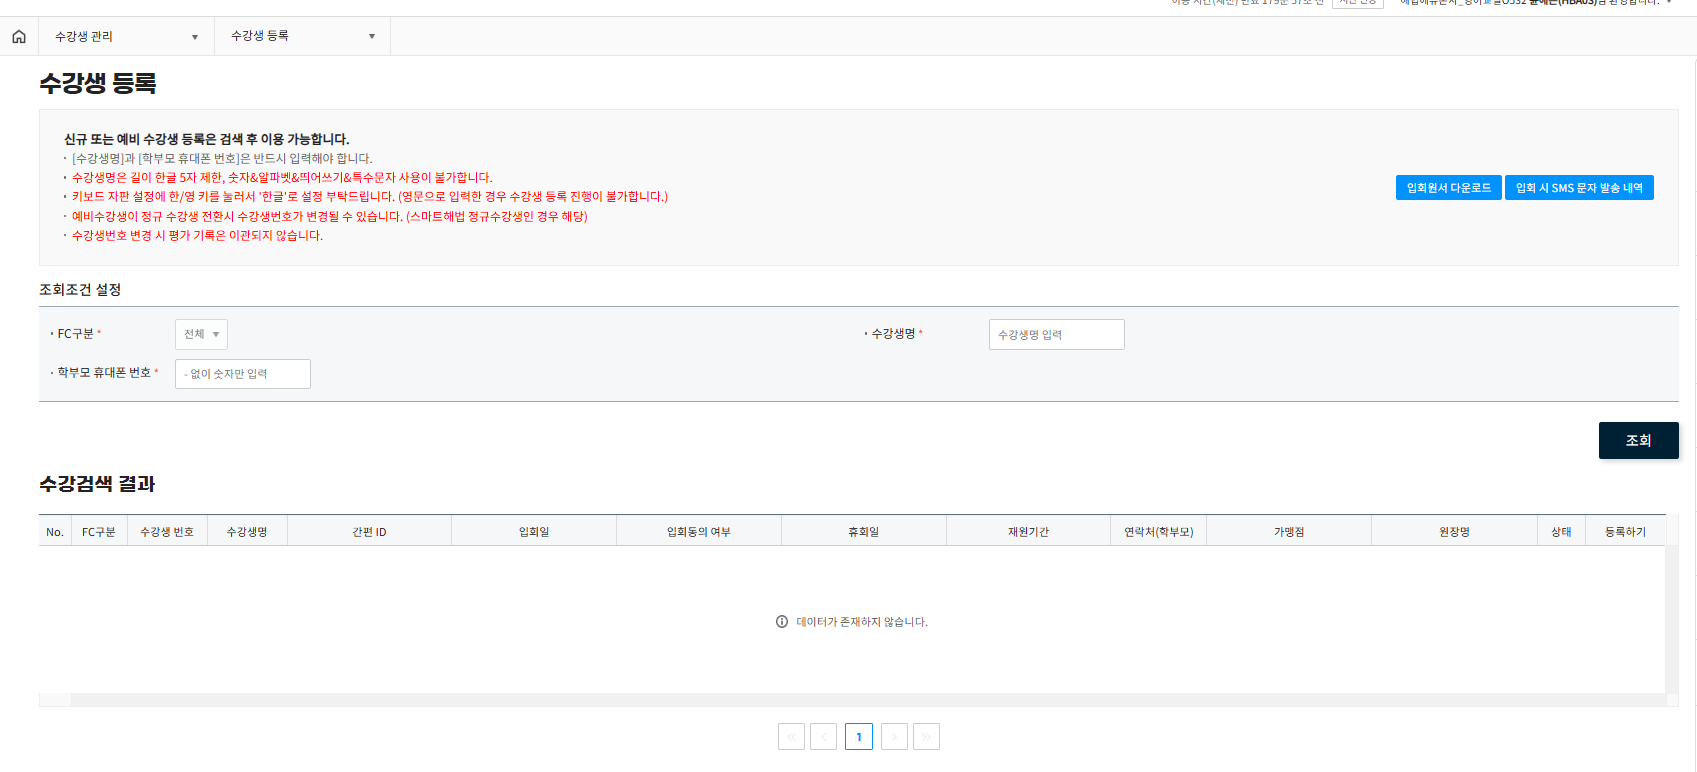 수강생 관리
수강생 등록
수강생 등록
신규 또는 예비 수강생 등록은 검색 후 이용 가능합니다.
· [수강생명]과 [학부모 휴대폰 번호]은 반드시 입력해야 합니다.
· 수강생명은 길이 한글 5자 제한, 숫자&알파벳&띄어쓰기&특수문자 사용이 불가합니다.
· 키보드 자판 설정에 한/영 키를 눌러서 '한글'로 설정 부탁드립니다. (영문으로 입력한 경우 수강생 등록 진행이 불가합니다.)
· 예비수강생이 정규 수강생 전환시 수강생번호가 변경될 수 있습니다. (스마트해법 정규수강생인 경우 해당)
· 수강생번호 변경 시 평가 기록은 이관되지 않습니다.
입회원서 다운로드
입회 시 SMS 문자 발송 내역
조회조건 설정
· FC구분 *
전체
· 수강생명 *
수강생명 입력
· 학부모 휴대폰 번호 *
- 없이 숫자만 입력
조회
수강검색 결과
No. FC구분 수강생 번호 수강생명 간편 ID 입회일 입회동의 여부 휴회일 재원기간 연락처(학부모) 가맹점 원장명 상태 등록하기
데이터가 존재하지 않습니다.
1